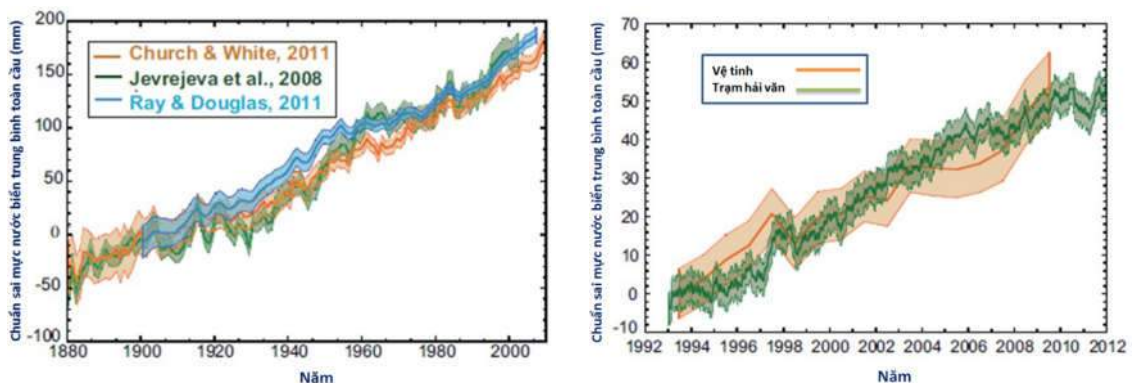 Chuẩn sai mực nước biển trung bình toàn cầu (mm)
200
150
100
50
0
-50
-100
Church & White, 2011
Jevrejeva et al., 2008
Ray & Douglas, 2011
1880 1900 1920 1940 1960 1980 2000
Năm
Chuẩn sai mực nước biển trung bình toàn cầu (mm)
70
60
50
40
30
20
10
0
-10
Vệ tinh
Trạm hải văn
1992 1994 1996 1998 2000 2002 2004 2006 2008 2010 2012
Năm